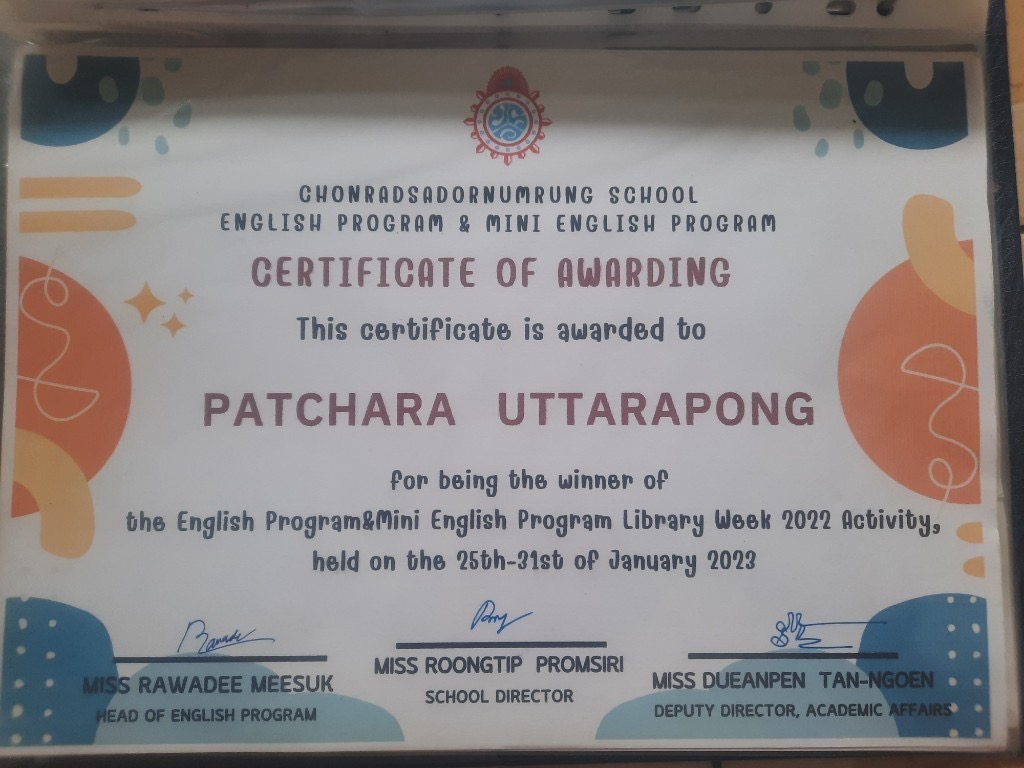 CHONRADSADORNUMRUNG SCHOOL
ENGLISH PROGRAM & MINI ENGLISH PROGRAM
CERTIFICATE OF AWARDING
This certificate is awarded to
PATCHARA UTTARAPONG
for being the winner of
the English Program&Mini English Program Library Week 2022 Activity,
held on the 25th-31st of January 2023
MISS RAWADEE MEESUK
HEAD OF ENGLISH PROGRAM
MISS ROONGTIP PROMSIRI
SCHOOL DIRECTOR
MISS DUEANPEN TAN-NGOEN
DEPUTY DIRECTOR, ACADEMIC AFFAIRS